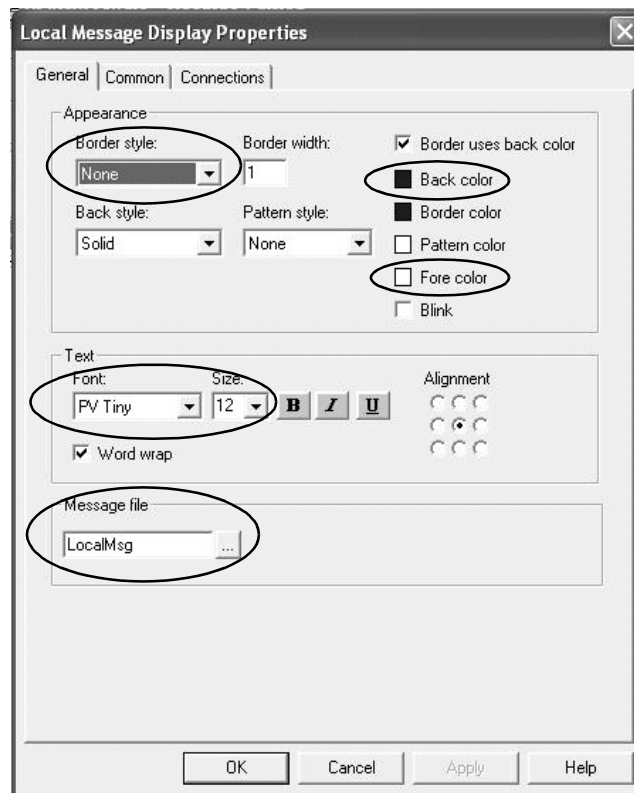 Local Message Display Properties
General Common Connections
Appearance
Border style: Border width: Border uses back color
None 1 Back color
Back style: Pattern style: Border color
Solid None Pattern color
Fore color
Blink
Text
Font: Size: Alignment
PV Tiny 12 B I U
Word wrap
Message file
LocalMsg ...
OK Cancel Apply Help